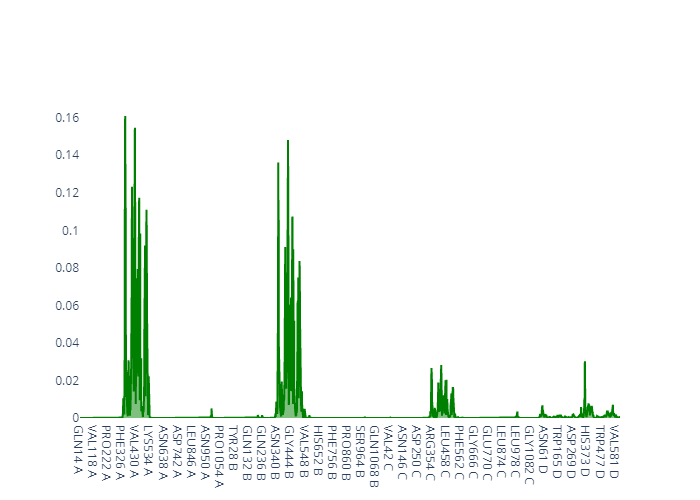 0.16
0.14
0.12
0.1
0.08
0.06
0.04
0.02
0
GLN14 A
VAL118 A
PRO222 A
PHE326 A
VAL430 A
LYS534 A
ASN638 A
ASP742 A
LEU846 A
ASN950 A
PRO1054 A
TYR28 B
GLN132 B
GLN236 B
ASN340 B
GLY444 B
VAL548 B
HIS652 B
PHE756 B
PRO860 B
SER964 B
GLN1068 B
VAL42 C
ASN146 C
ASP250 C
ARG354 C
LEU458 C
PHE562 C
GLY666 C
GLU770 C
LEU874 C
LEU978 C
GLY1082 C
ASN61 D
TRP165 D
ASP269 D
HIS373 D
TRP477 D
VAL581 D